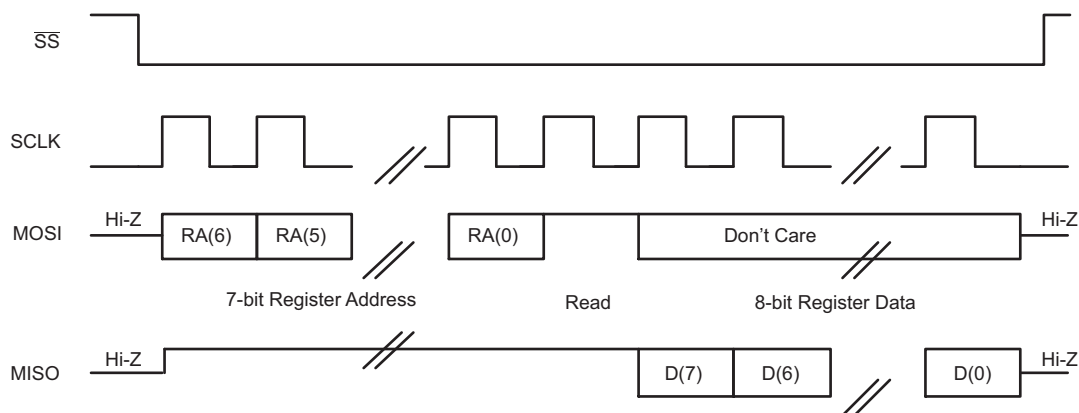 SS
SCLK
MOSI Hi-Z RA(6) RA(5) RA(0) Don't Care Hi-Z
7-bit Register Address Read 8-bit Register Data
MISO Hi-Z D(7) D(6) D(0) Hi-Z